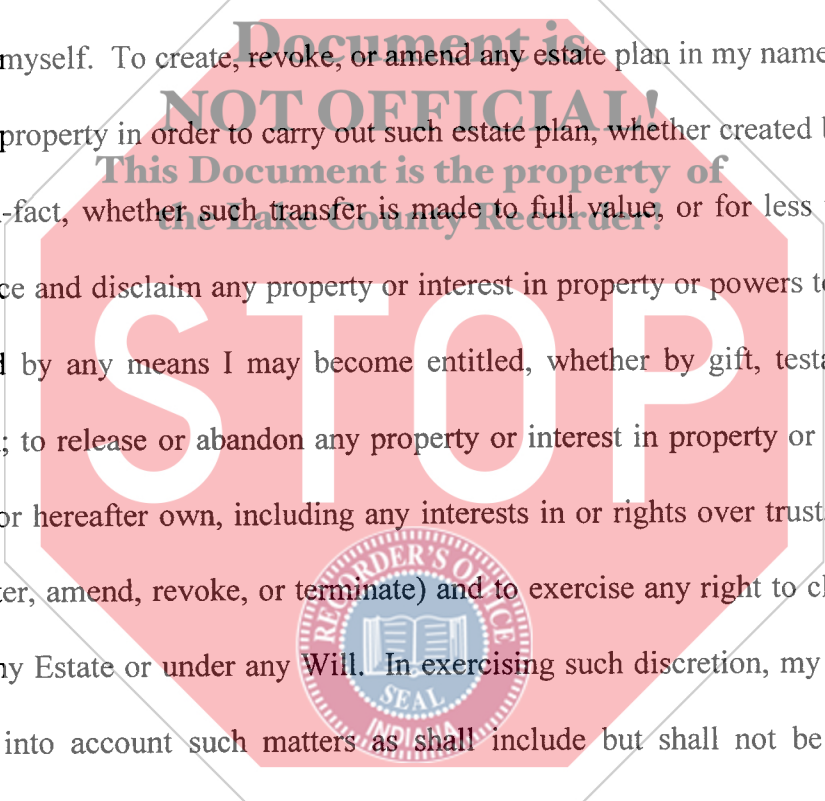 Document is
myself. To create, revoke, or amend any estate plan in my name
NOT OFFICIAL!
property in order to carry out such estate plan, whether created
This Document is the property of
-fact, whether such transfer is made to full value, or for less
the Lake County Recorder!
ce and disclaim any property or interest in property or powers
by any means I may become entitled, whether by gift,
STOP
; to release or abandon any property or interest in property or
or hereafter own, including any interests in or rights over trust
er, amend, revoke, or terminate) and to exercise any right to
RECORDER'S OFFICE
Estate or under any Will. In exercising such discretion, my
SEAL
INDIANA
into account such matters as shall include but shall not be